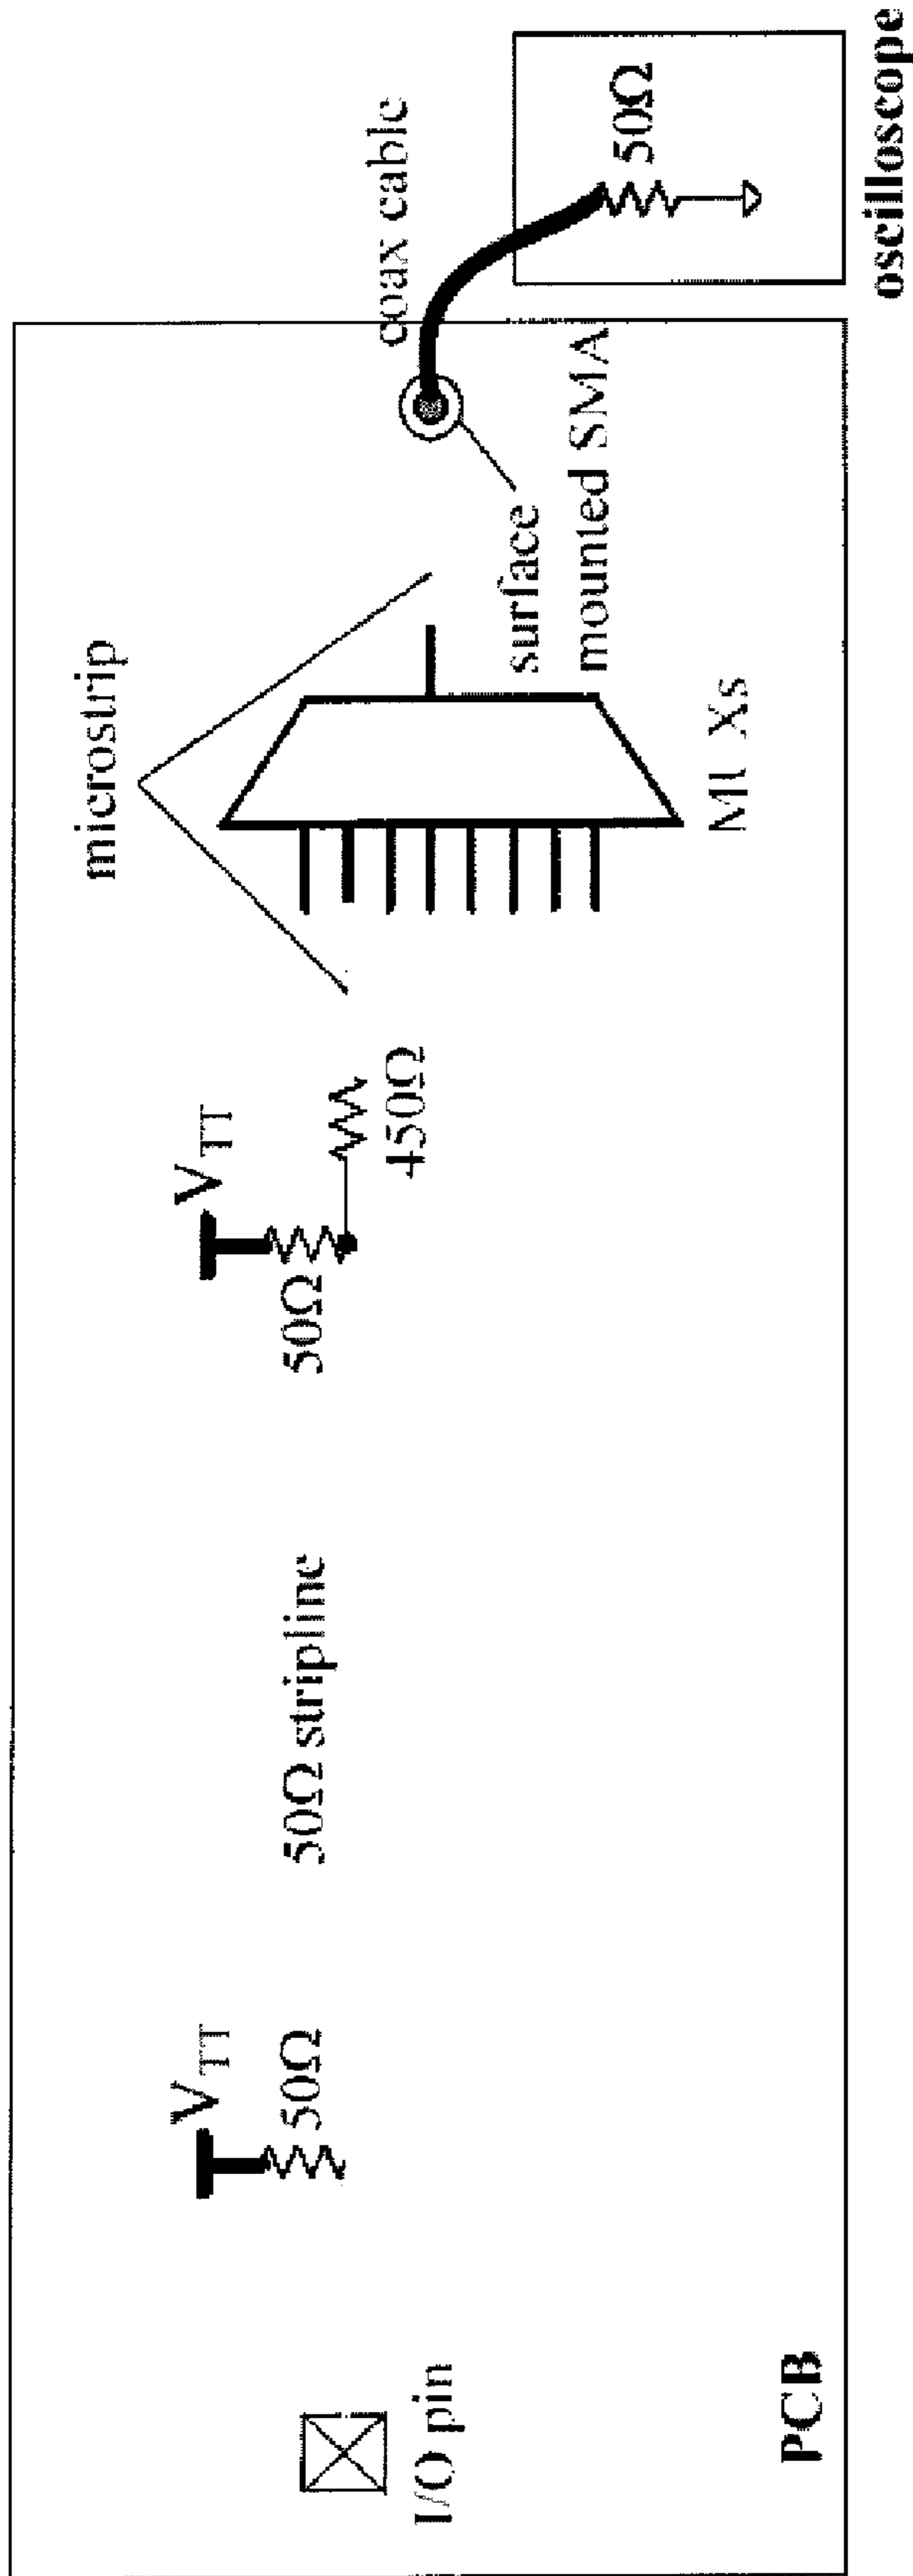 microstrip
coax cable
V_TT
V_TT
50Ω
50Ω
450Ω
50Ω stripline
50Ω
I/O pin
surface
mounted SMA
MUXs
PCB
oscilloscope